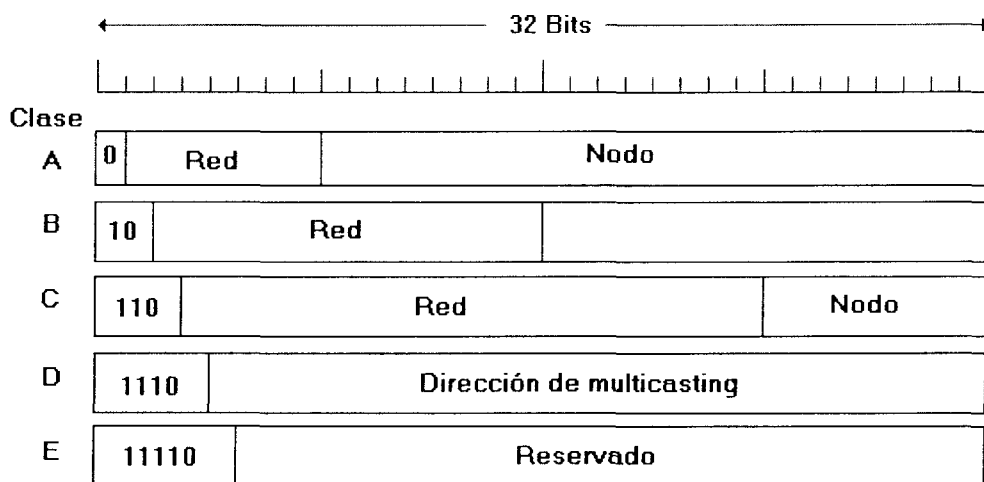 32 Bits
Clase
A 0 Red Nodo
B 10 Red
C 110 Red Nodo
D 1110 Dirección de multicasting
E 11110 Reservado